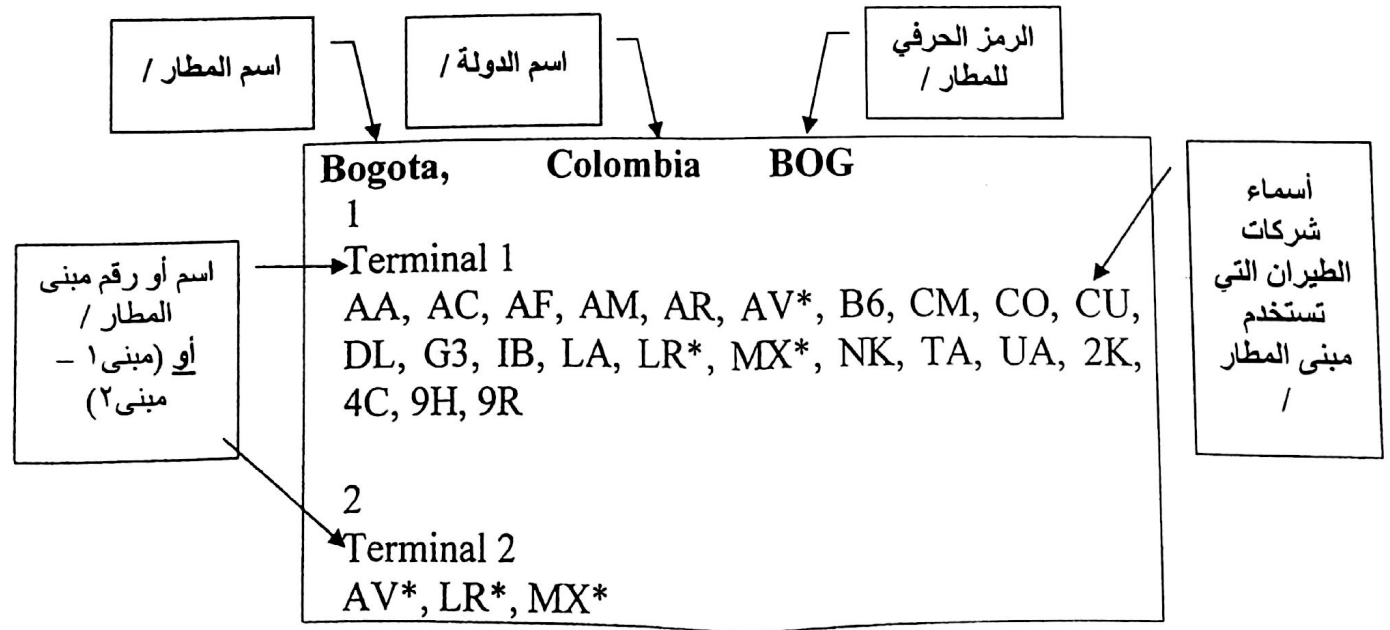 اسم المطار /
اسم الدولة /
الرمز الحرفي
للمطار /
Bogota, Colombia BOG
1
Terminal 1
AA, AC, AF, AM, AR, AV*, B6, CM, CO, CU,
DL, G3, IB, LA, LR*, MX*, NK, TA, UA, 2K,
4C, 9H, 9R
2
Terminal 2
AV*, LR*, MX*
أسماء
شركات
الطيران التي
تستخدم
مبنى المطار
/
اسم أو رقم مبنى
المطار /
أو (مبنى١ –
مبنى٢)